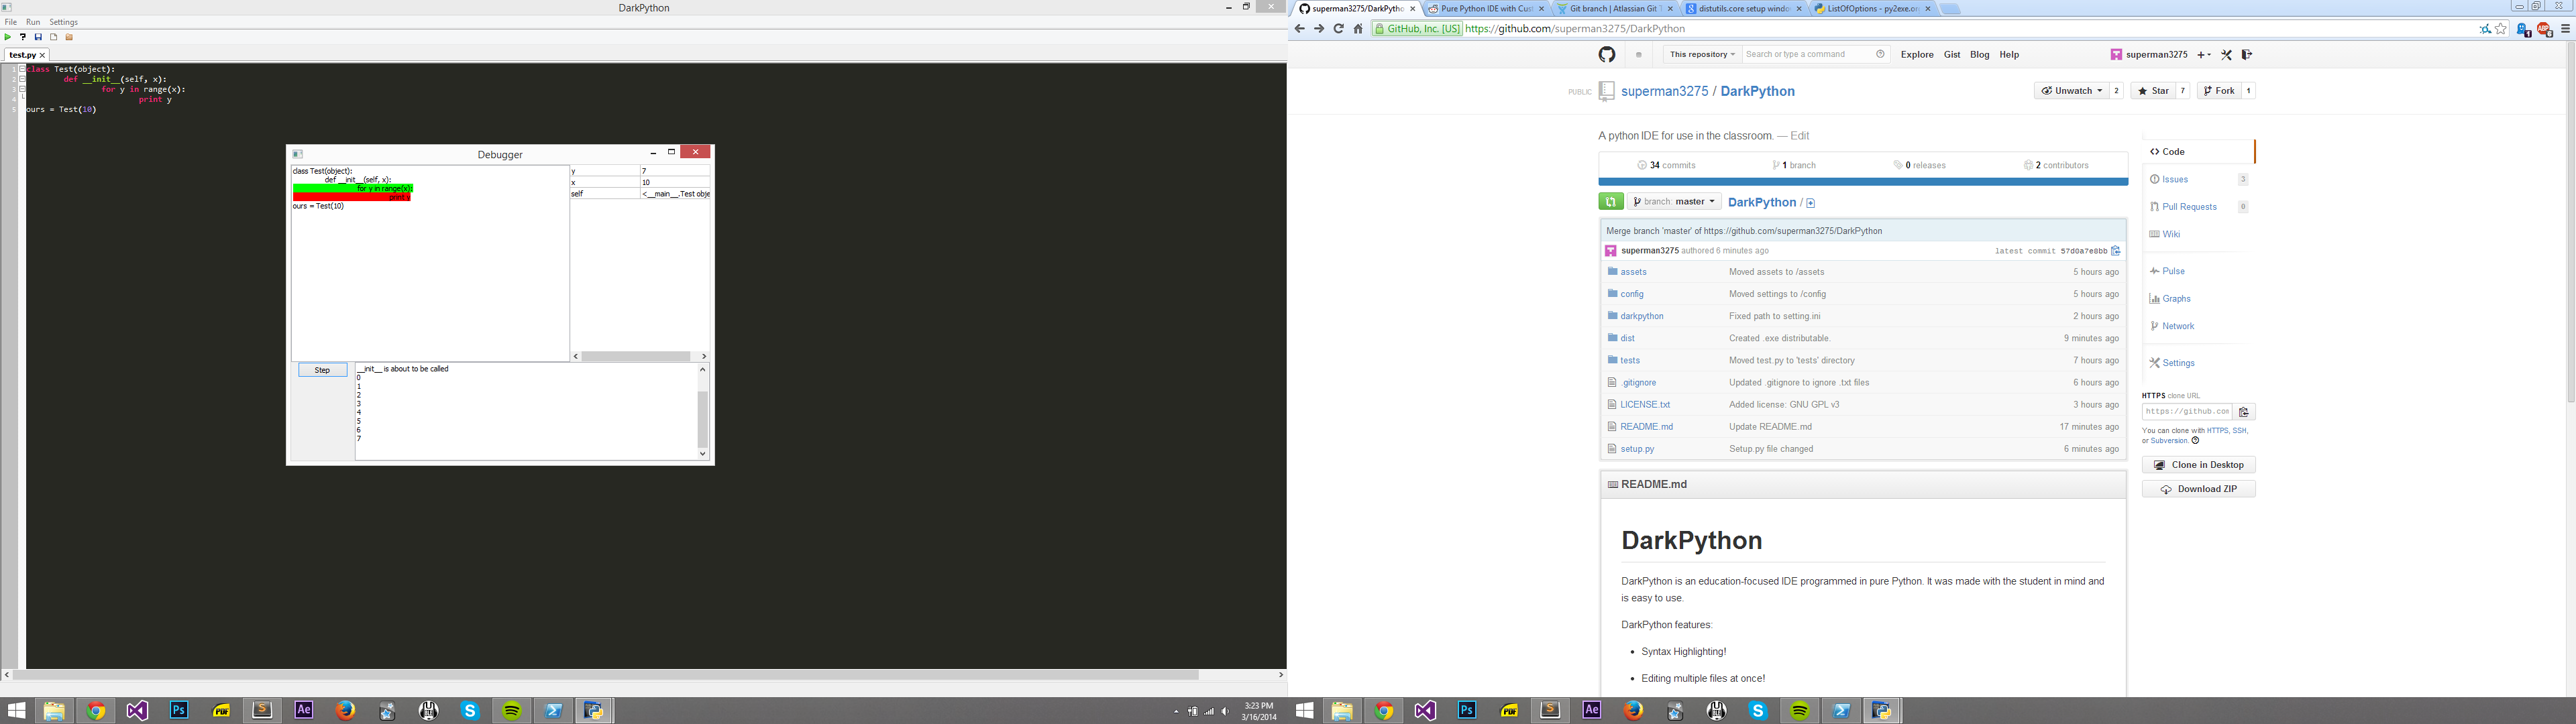 DarkPython
File Run Settings
test.py
1 class Test(object):
2 def __init__(self, x):
3 for y in range(x):
4 print y
5 ours = Test(10)
Debugger
class Test(object):
def __init__(self, x):
for y in range(x):
print y
ours = Test(10)
y 7
x 10
self <__main__.Test obje
Step
__init__ is about to be called
0
1
2
3
4
5
6
7
3:23 PM
3/16/2014
superman3275/DarkPytho
Pure Python IDE with Cust
Git branch | Atlassian Git T
distutils.core setup window
ListOfOptions - py2exe.or
GitHub, Inc. [US] https://github.com/superman3275/DarkPython
This repository Search or type a command Explore Gist Blog Help superman3275
PUBLIC superman3275 / DarkPython
Unwatch 2 Star 7 Fork 1
A python IDE for use in the classroom. — Edit
34 commits 1 branch 0 releases 2 contributors
branch: master DarkPython /
Merge branch 'master' of https://github.com/superman3275/DarkPython
superman3275 authored 6 minutes ago latest commit 57d0a7e8bb
assets Moved assets to /assets 5 hours ago
config Moved settings to /config 5 hours ago
darkpython Fixed path to setting.ini 2 hours ago
dist Created .exe distributable. 9 minutes ago
tests Moved test.py to 'tests' directory 7 hours ago
.gitignore Updated .gitignore to ignore .txt files 6 hours ago
LICENSE.txt Added license: GNU GPL v3 3 hours ago
README.md Update README.md 17 minutes ago
setup.py Setup.py file changed 6 minutes ago
Code
Issues 3
Pull Requests 0
Wiki
Pulse
Graphs
Network
Settings
HTTPS clone URL
https://github.con
You can clone with HTTPS, SSH,
or Subversion.
Clone in Desktop
Download ZIP
README.md
DarkPython
DarkPython is an education-focused IDE programmed in pure Python. It was made with the student in mind and
is easy to use.
DarkPython features:
• Syntax Highlighting!
• Editing multiple files at once!